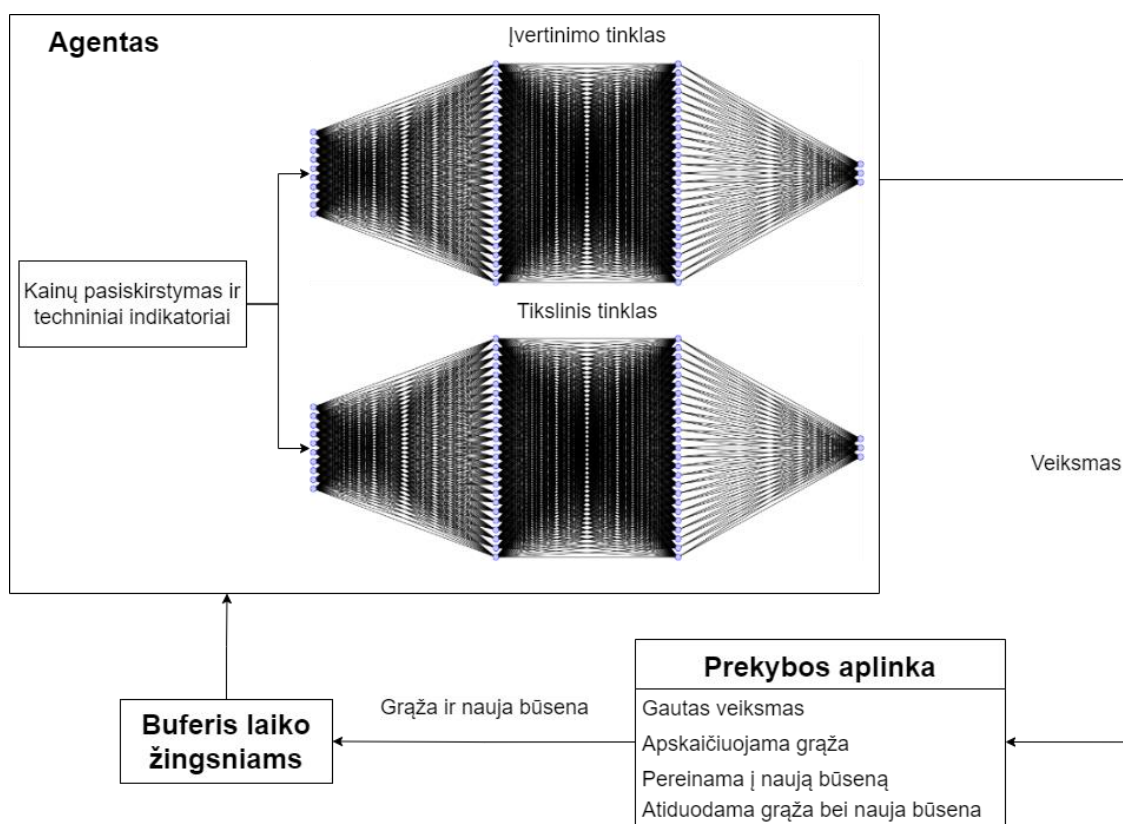 Agentas
Įvertinimo tinklas
Kainų pasiskirstymas ir
techniniai indikatoriai
Tikslinis tinklas
Veiksmas
Prekybos aplinka
Gautas veiksmas
Apskaičiuojama grąža
Pereinama į naują būseną
Atiduodama grąža bei nauja būsena
Grąža ir nauja būsena
Buferis laiko
žingsniams